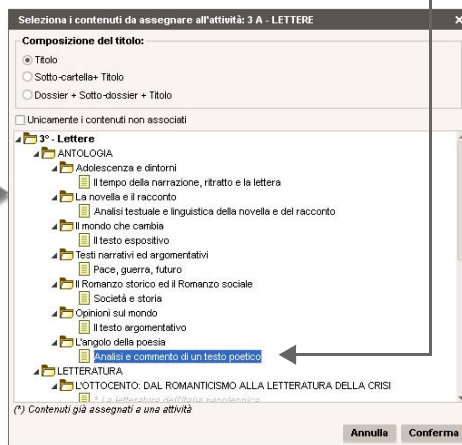 Seleziona i contenuti da assegnare all'attività: 3 A - LETTERE
Composizione del titolo:
Titolo
Sotto-cartella+ Titolo
Dossier + Sotto-dossier + Titolo
Unicamente i contenuti non associati
3° - Lettere
ANTOLOGIA
Adolescenza e dintorni
Il tempo della narrazione, ritratto e la lettera
La novella e il racconto
Analisi testuale e linguistica della novella e del racconto
Il mondo che cambia
Il testo espositivo
Testi narrativi ed argomentativi
Pace, guerra, futuro
Il Romanzo storico ed il Romanzo sociale
Società e storia
Opinioni sul mondo
Il testo argomentativo
L'angolo della poesia
Analisi e commento di un testo poetico
LETTERATURA
L'OTTOCENTO: DAL ROMANTICISMO ALLA LETTERATURA DELLA CRISI
* La letteratura dell'Italia napoleonica
(*) Contenuti già assegnati a una attività
Annulla Conferma